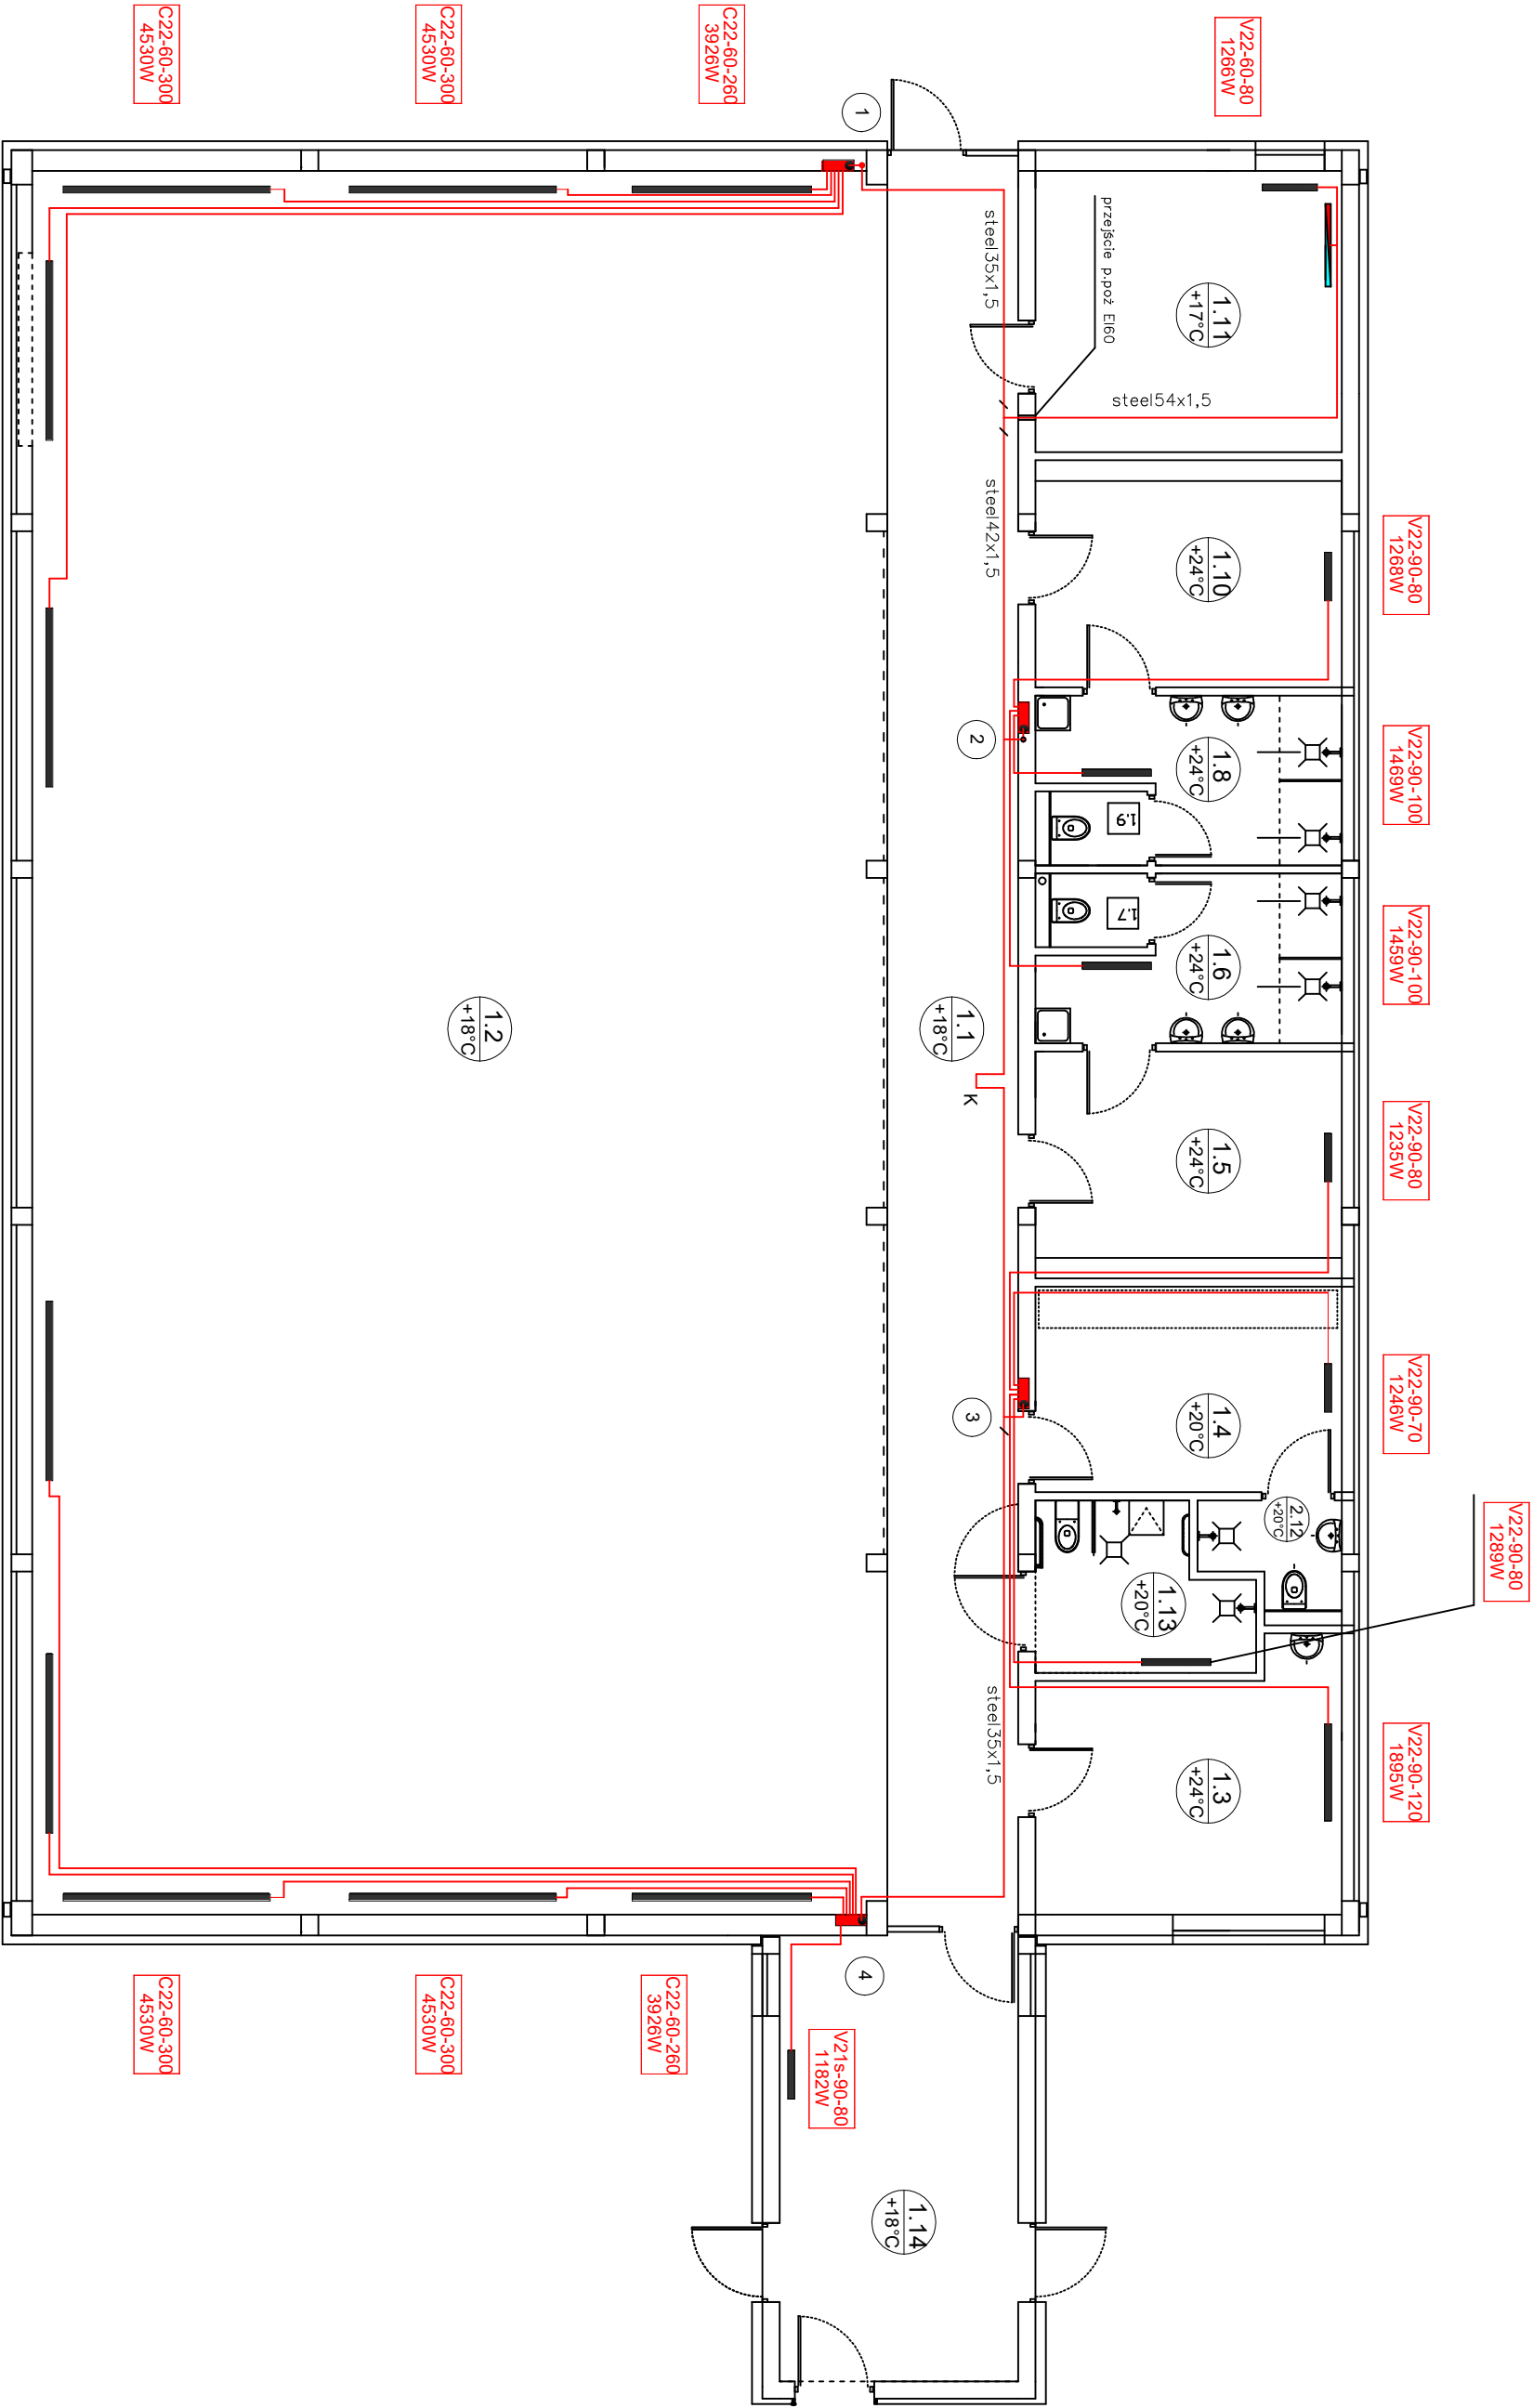 V22-90-80
1289W
V22-90-80
1268W
V22-90-100
1469W
V22-90-100
1459W
V22-90-80
1235W
V22-90-70
1246W
V22-90-120
1895W
V22-60-80
1266W
1.11
+17°C
1.10
+24°C
1.8
+24°C
1.6
+24°C
1.5
+24°C
1.4
+20°C
2.12
+20°C
1.13
+20°C
1.3
+24°C
1.9
1.7
steel54x1,5
przejście p.poż EI60
steel35x1,5
steel42x1,5
steel35x1,5
2
K
3
1.1
+18°C
1
4
1.14
+18°C
V21s-90-80
1182W
C22-60-260
3926W
C22-60-260
3926W
1.2
+18°C
C22-60-300
4530W
C22-60-300
4530W
C22-60-300
4530W
C22-60-300
4530W